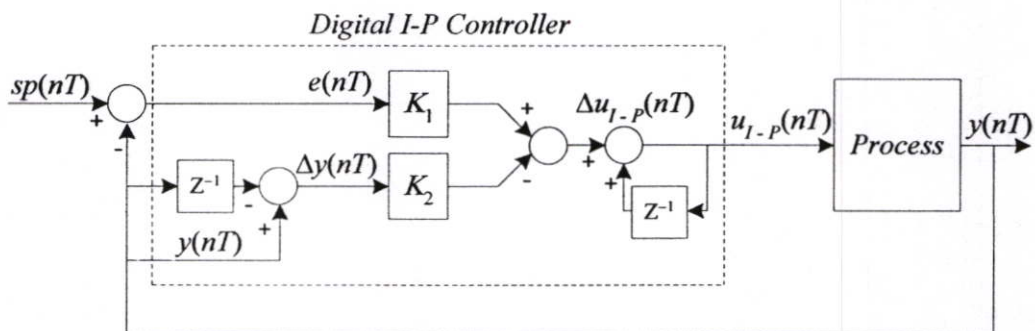 Digital I-P Controller
sp(nT)
+
-
e(nT)
K1
+
-
Δu_{I-P}(nT)
+
+
Z⁻¹
u_{I-P}(nT)
Process
y(nT)
Z⁻¹
-
+
Δy(nT)
K2
y(nT)